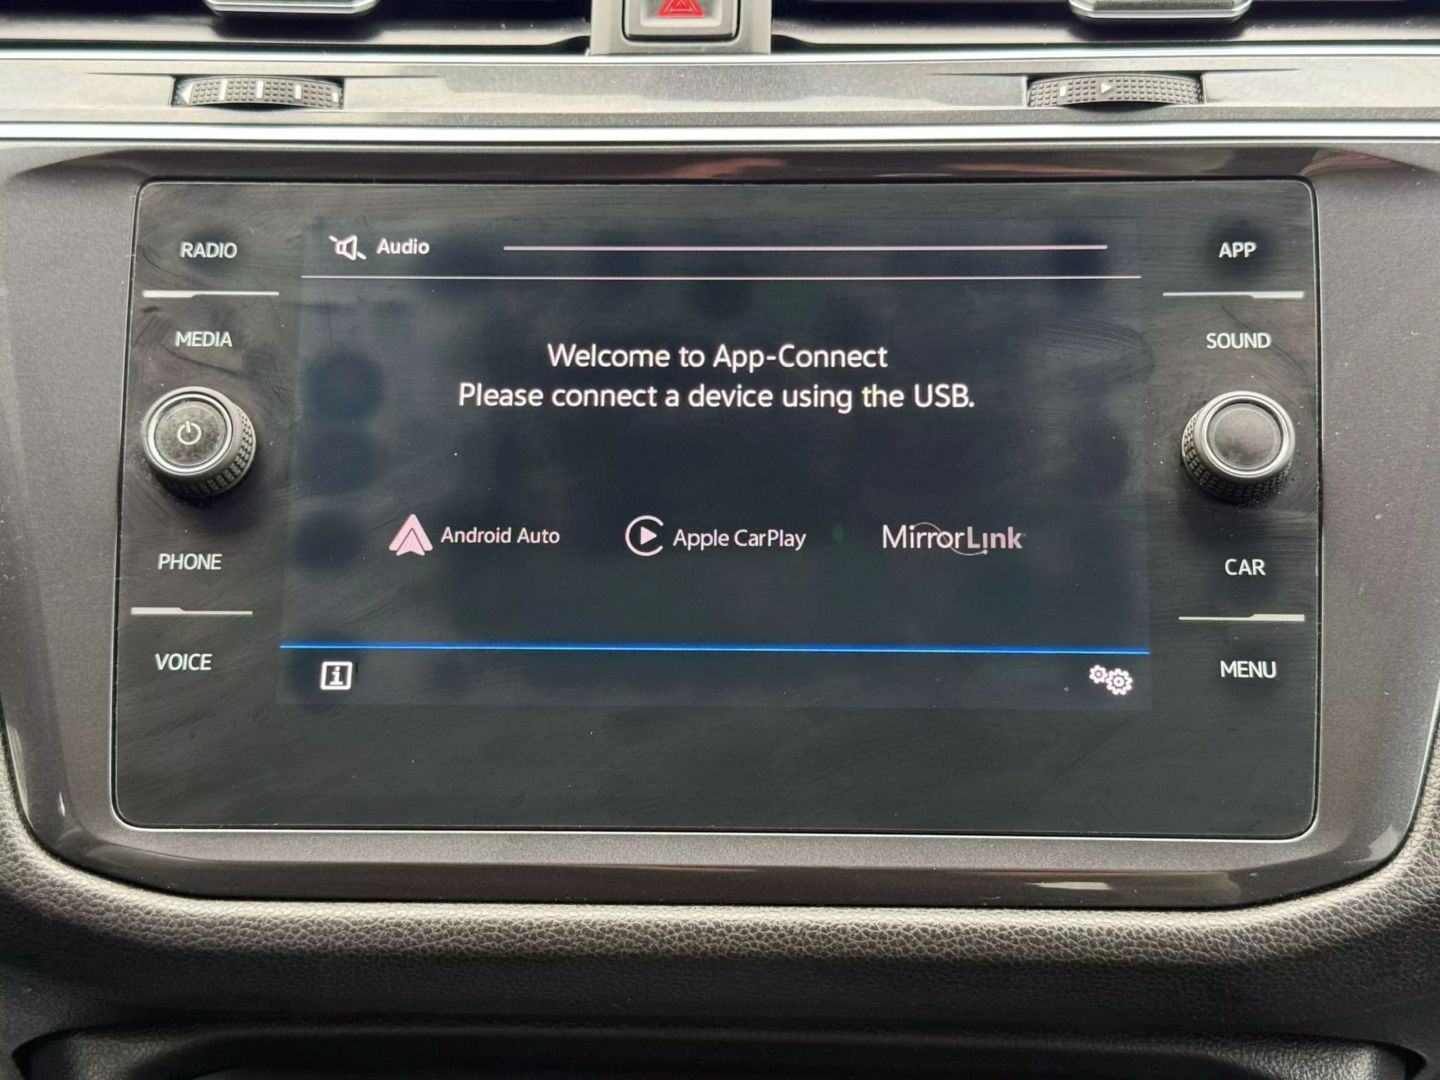 RADIO
Audio
APP
MEDIA
SOUND
Welcome to App-Connect
Please connect a device using the USB.
Android Auto
Apple CarPlay
MirrorLink
PHONE
CAR
VOICE
MENU